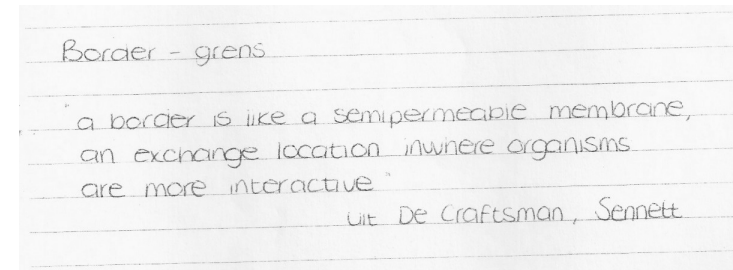 Border - grens
"a border is like a semipermeable membrane,
an exchange location inwhere organisms
are more interactive"
uit De Craftsman, Sennett